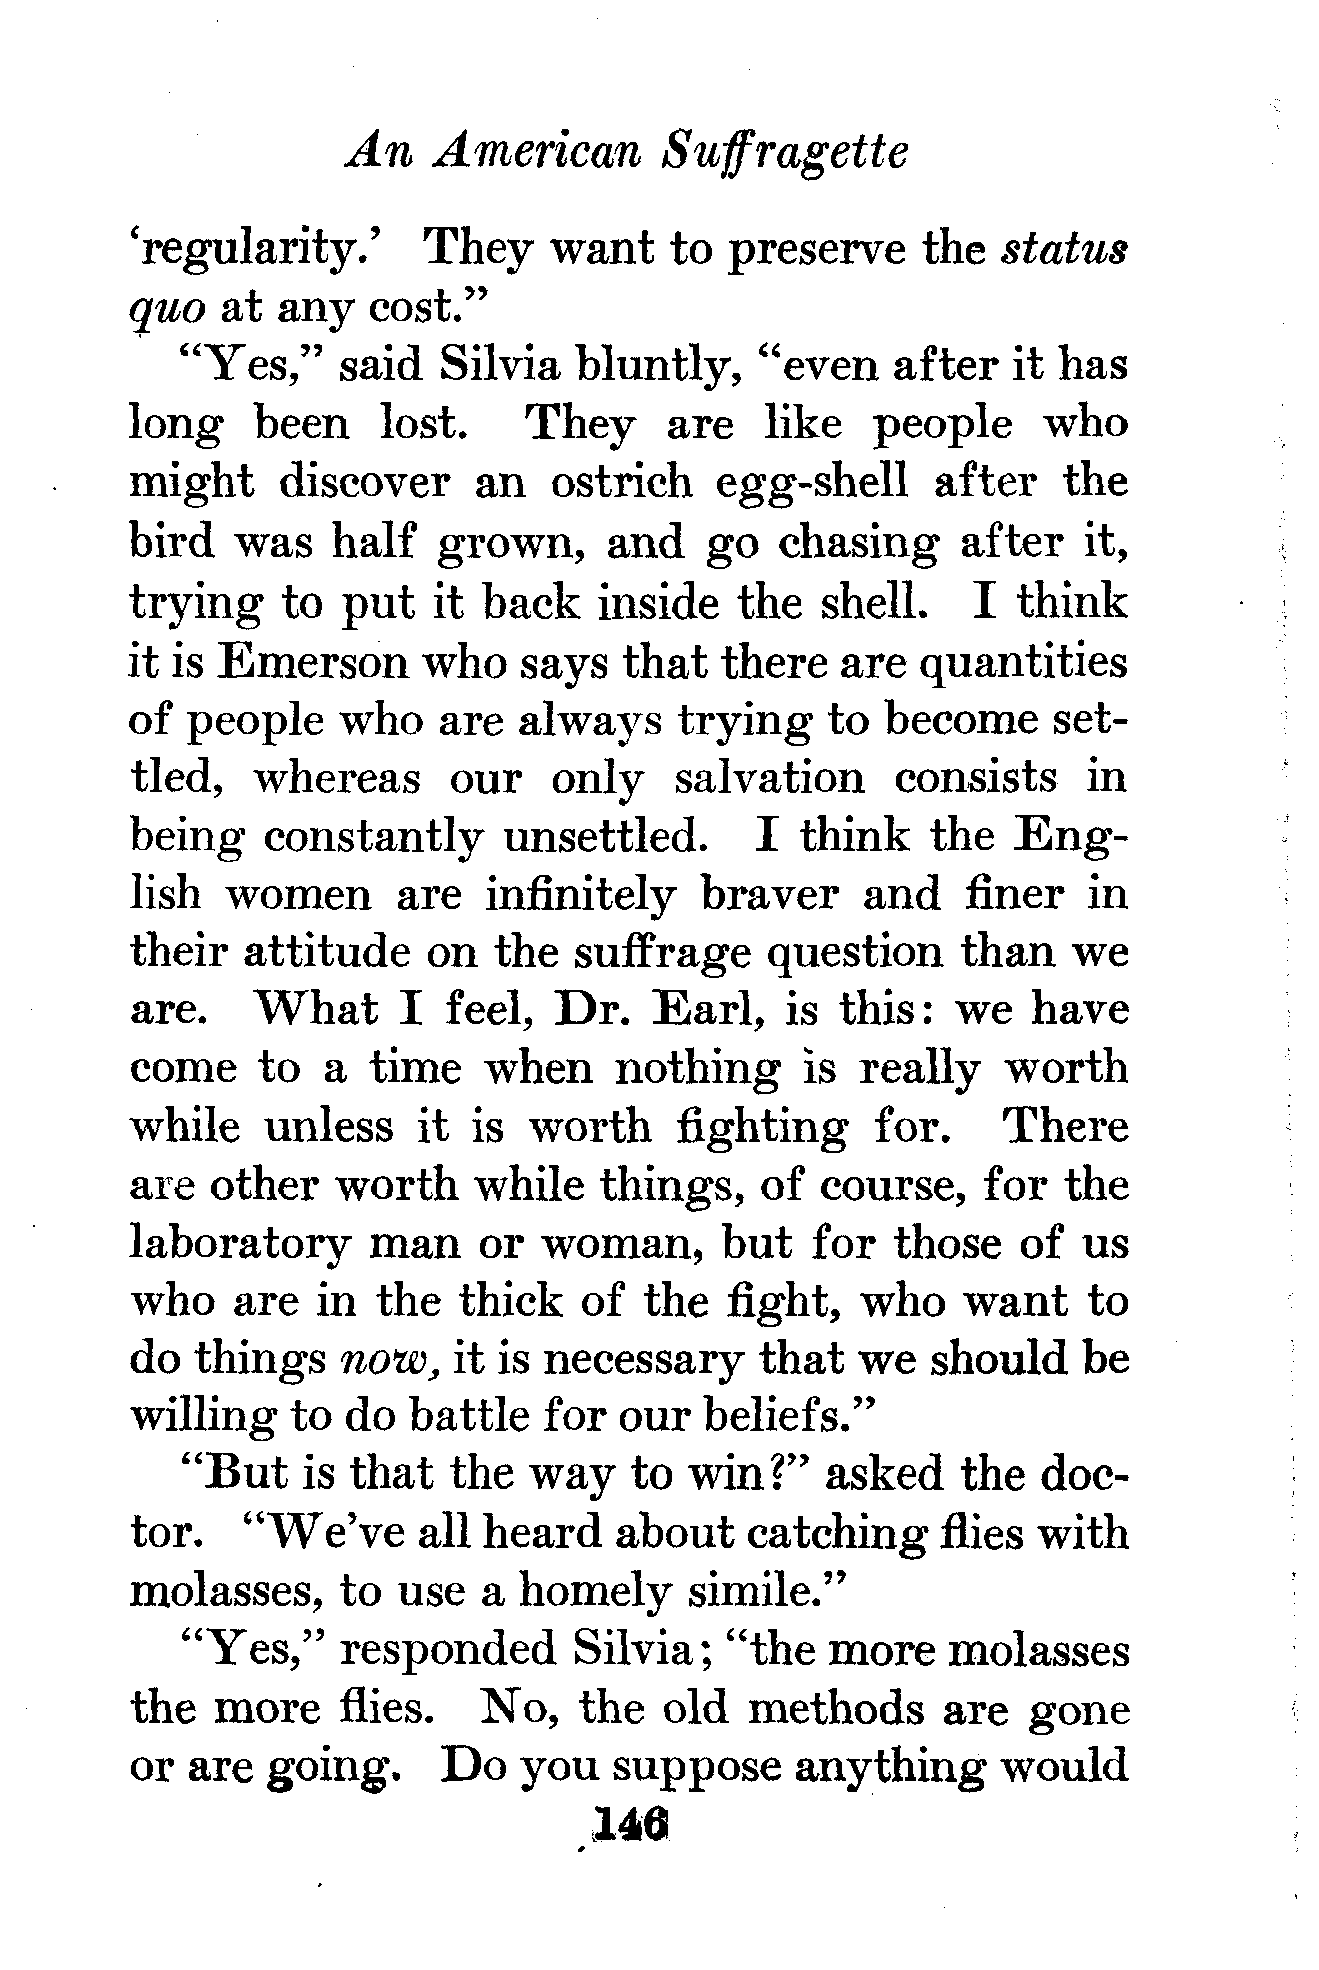 An American Suffragette
‘regularity.’ They want to preserve the status
quo at any cost.”
“Yes,” said Silvia bluntly, “even after it has
long been lost. They are like people who
might discover an ostrich egg-shell after the
bird was half grown, and go chasing after it,
trying to put it back inside the shell. I think
it is Emerson who says that there are quantities
of people who are always trying to become set-
tled, whereas our only salvation consists in
being constantly unsettled. I think the Eng-
lish women are infinitely braver and finer in
their attitude on the suffrage question than we
are. What I feel, Dr. Earl, is this: we have
come to a time when nothing is really worth
while unless it is worth fighting for. There
are other worth while things, of course, for the
laboratory man or woman, but for those of us
who are in the thick of the fight, who want to
do things now, it is necessary that we should be
willing to do battle for our beliefs.”
“But is that the way to win?” asked the doc-
tor. “We’ve all heard about catching flies with
molasses, to use a homely simile.”
“Yes,” responded Silvia; “the more molasses
the more flies. No, the old methods are gone
or are going. Do you suppose anything would
146